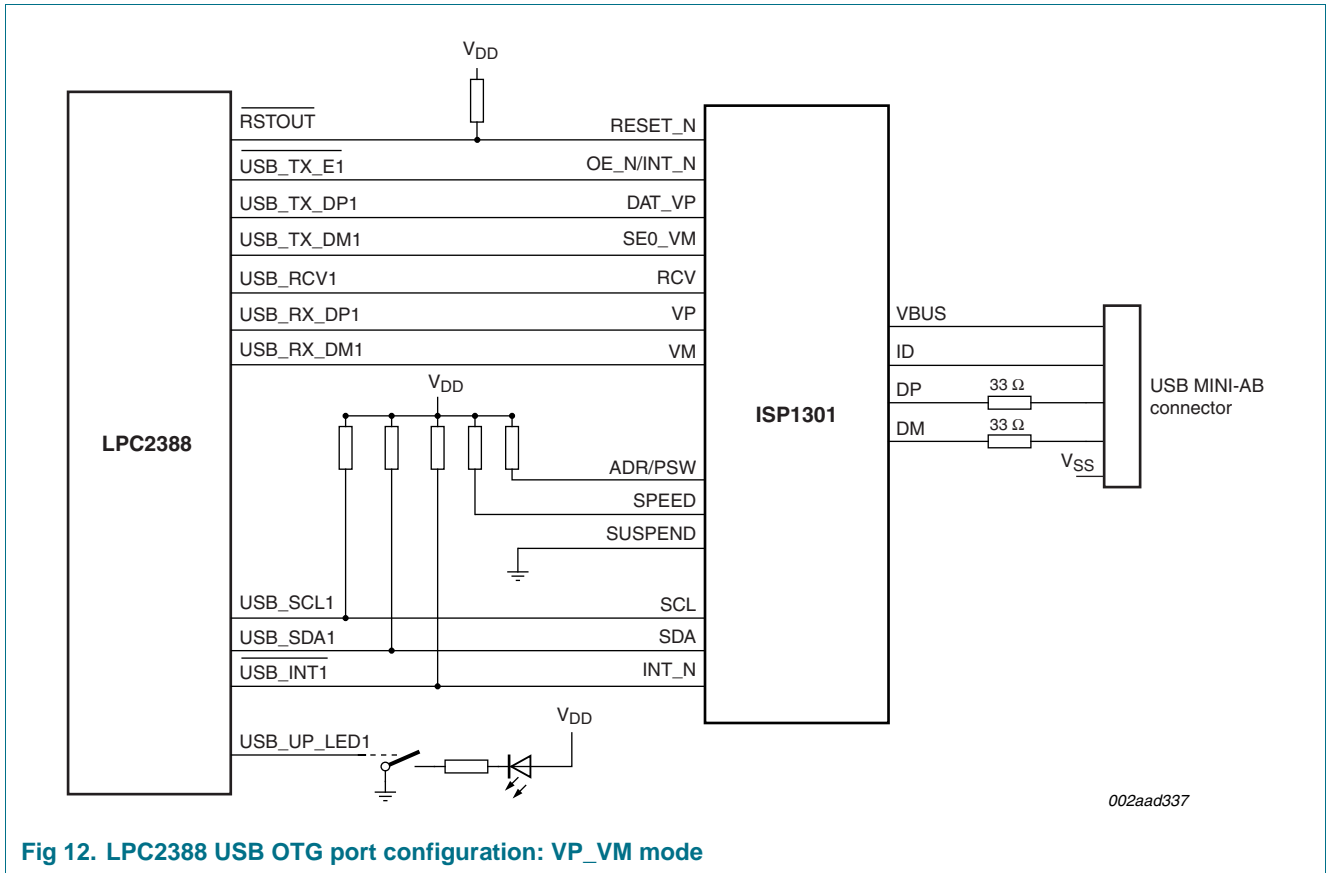 VDD
RSTOUT RESET_N
USB_TX_E1 OE_N/INT_N
USB_TX_DP1 DAT_VP
USB_TX_DM1 SE0_VM
USB_RCV1 RCV
USB_RX_DP1 VP
USB_RX_DM1 VM
VBUS
ID
DP 33 Ω
DM 33 Ω
VSS
USB MINI-AB
connector
VDD
LPC2388
ISP1301
ADR/PSW
SPEED
SUSPEND
USB_SCL1 SCL
USB_SDA1 SDA
USB_INT1 INT_N
VDD
USB_UP_LED1
002aad337
Fig 12. LPC2388 USB OTG port configuration: VP_VM mode